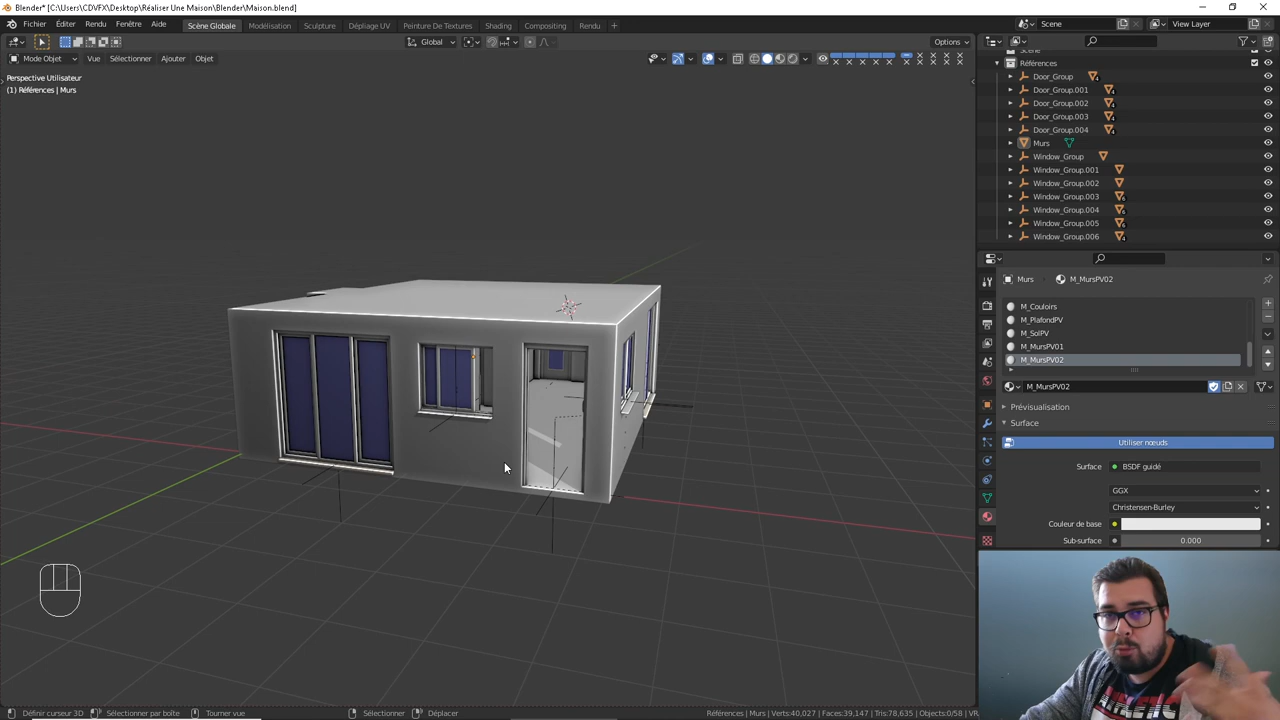 Blender* [C:\Users\CDVFX\Desktop\Réaliser Une Maison\Blender\Maison.blend]
Fichier Éditer Rendu Fenêtre Aide Scène Globale Modélisation Sculpture Dépliage UV Peinture De Textures Shading Compositing Rendu + Scene View Layer
Global Options
Mode Objet Vue Sélectionner Ajouter Objet
Perspective Utilisateur
(1) Références | Murs
Références
Door_Group
Door_Group.001
Door_Group.002
Door_Group.003
Door_Group.004
Murs
Window_Group
Window_Group.001
Window_Group.002
Window_Group.003
Window_Group.004
Window_Group.005
Window_Group.006
Murs M_MursPV02
M_Couloirs
M_PlafondPV
M_SolPV
M_MursPV01
M_MursPV02
M_MursPV02
Prévisualisation
Surface
Utiliser nœuds
Surface BSDF guidé
GGX
Christensen-Burley
Couleur de base
Sub-surface 0.000
Définir curseur 3D Sélectionner par boîte Tourner vue Sélectionner Déplacer Références | Murs | Verts:40,027 | Faces:39,147 | Tris:78,635 | Objects:0/58 |